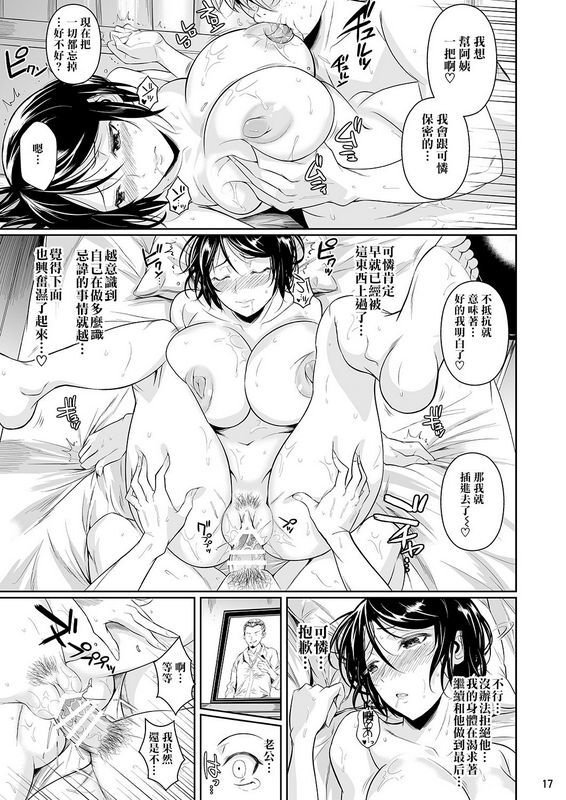 我想
幫阿姨
一把啊♡
我會跟可憐
保密的…
現在把
一切都忘掉
好不好？
嗯…
ピクン
ピクン
不抵抗就
意味著…
好的我明白了♡
那我就
插進去了～♡
可憐肯定
早就已經被
這東西上過了…
越意識到
自己在做多麼
忌諱的事情就越…
覺得下面
也興奮濕了起來…♡
不行…
沒辦法拒絕他…
我的身體在渴求著
繼續和他做到最后…
可憐…
抱歉…
老公…
啊…
等等
我果然
還是不…
17